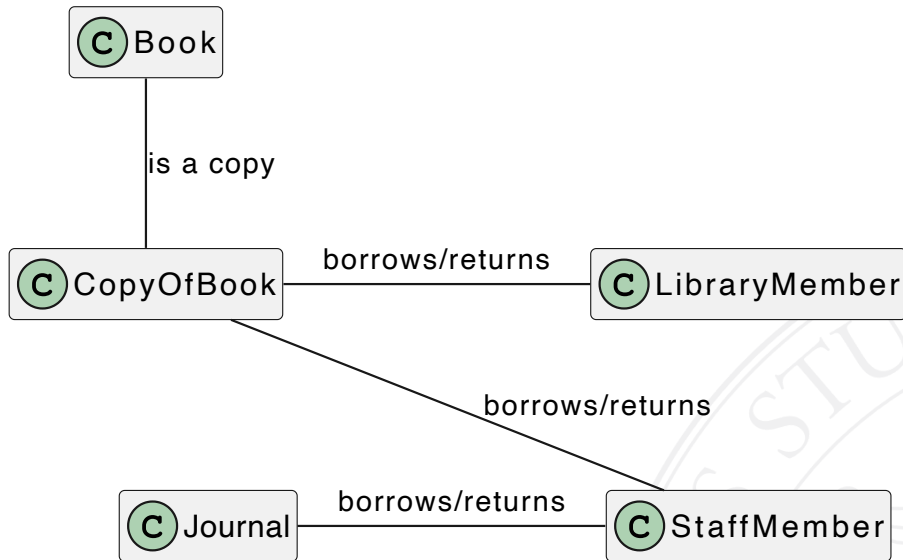 C Book
is a copy
C CopyOfBook
borrows/returns
C LibraryMember
borrows/returns
C Journal
borrows/returns
C StaffMember